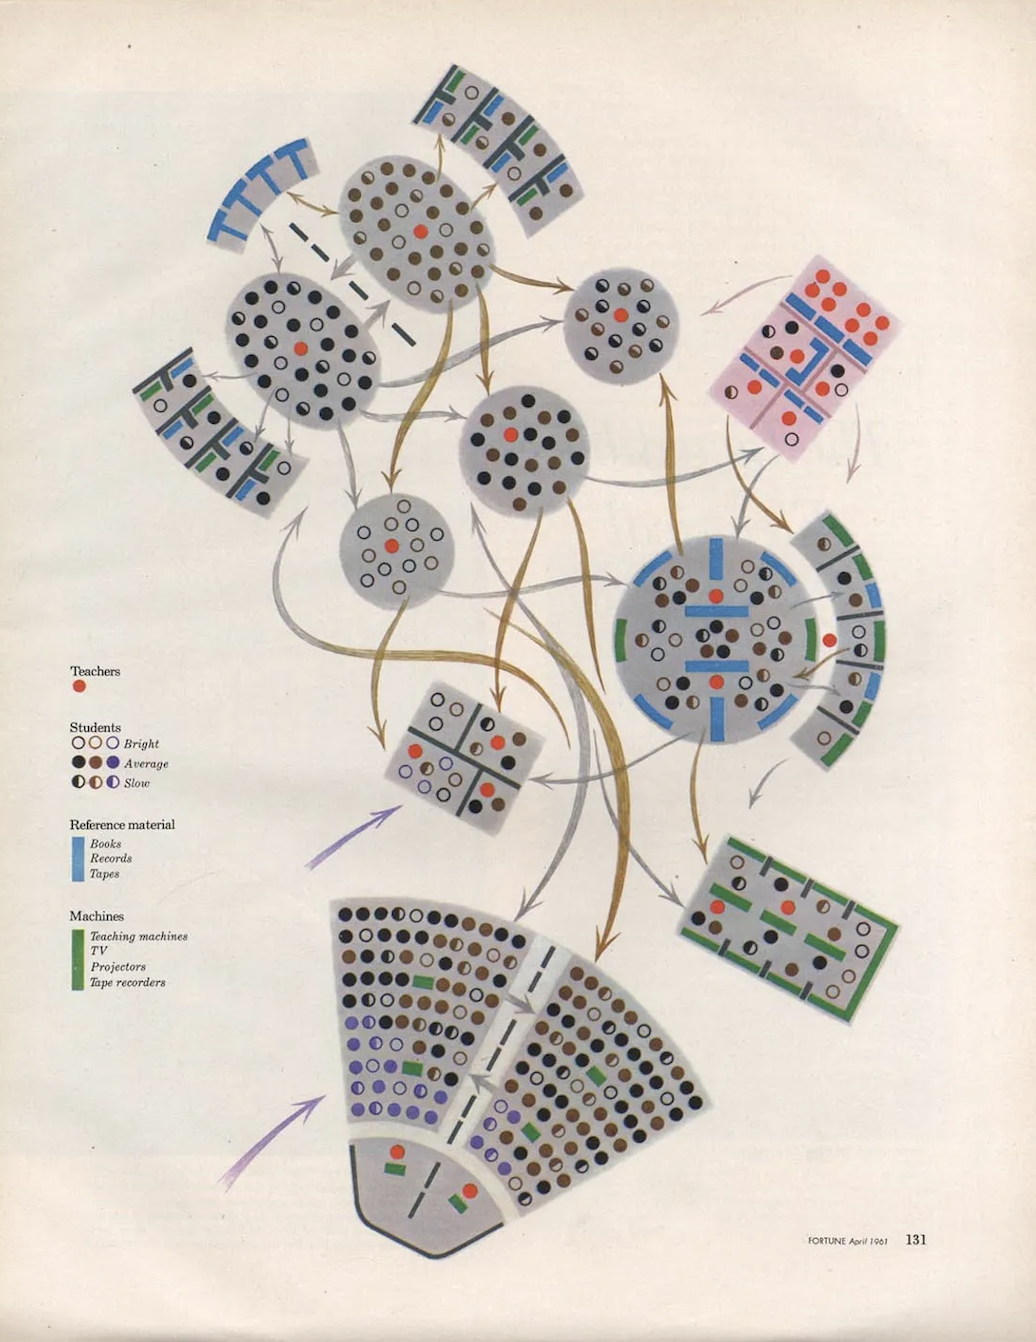 Teachers
Students
Bright
Average
Slow
Reference material
Books
Records
Tapes
Machines
Teaching machines
TV
Projectors
Tape recorders
FORTUNE April 1961 131